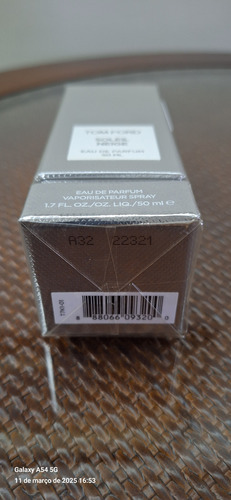 TOM FORD
SOLEIL
NEIGE
EAU DE PARFUM
50 ML
EAU DE PARFUM
VAPORISATEUR SPRAY
1.7 FL. OZ./OZ. LIQ./50 ml ℮
A32 22321
8 88066 09320 0
Galaxy A54 5G
11 de março de 2025 16:53